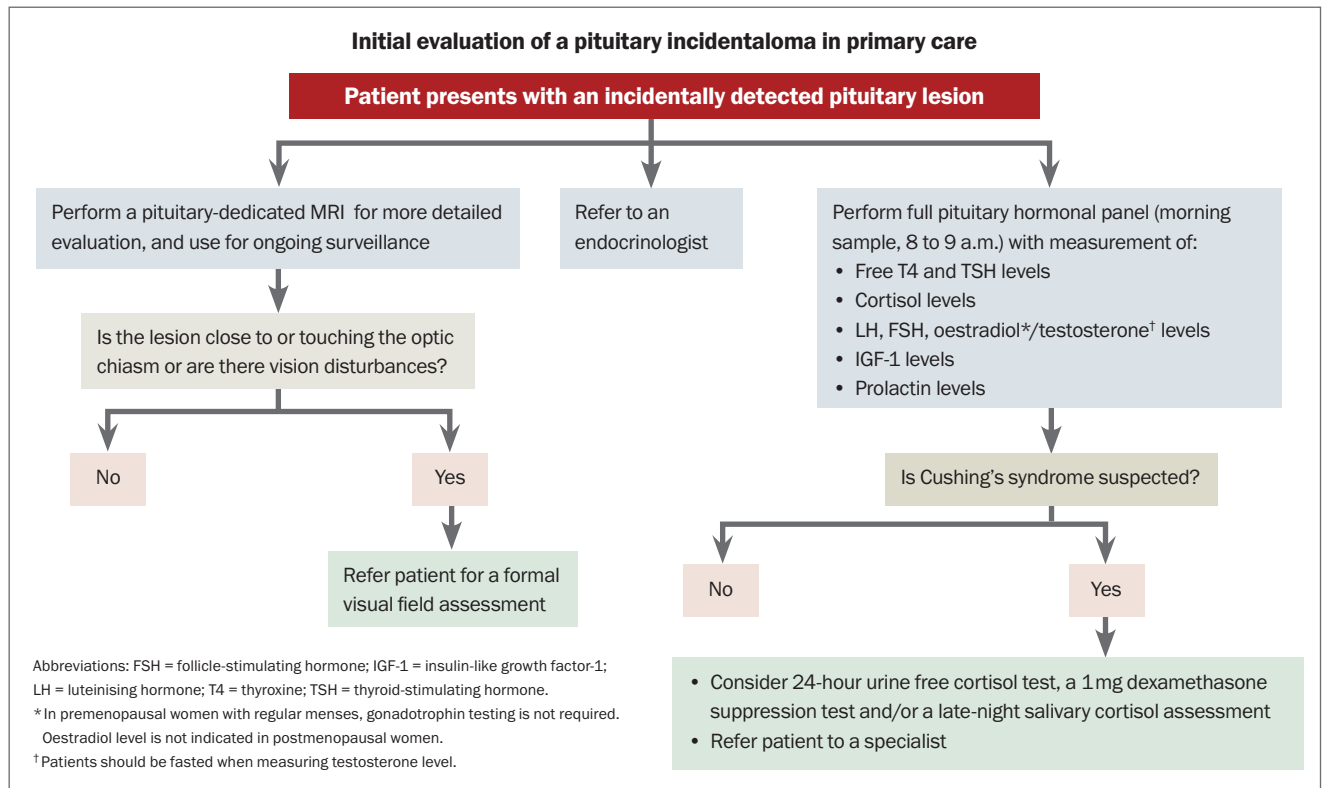 Initial evaluation of a pituitary incidentaloma in primary care
Patient presents with an incidentally detected pituitary lesion
Perform a pituitary-dedicated MRI for more detailed
evaluation, and use for ongoing surveillance
Is the lesion close to or touching the optic
chiasm or are there vision disturbances?
No
Yes
Refer patient for a formal
visual field assessment
Refer to an
endocrinologist
Perform full pituitary hormonal panel (morning
sample, 8 to 9 a.m.) with measurement of:
• Free T4 and TSH levels
• Cortisol levels
• LH, FSH, oestradiol*/testosterone† levels
• IGF-1 levels
• Prolactin levels
Is Cushing's syndrome suspected?
No
Yes
• Consider 24-hour urine free cortisol test, a 1mg dexamethasone
suppression test and/or a late-night salivary cortisol assessment
• Refer patient to a specialist
Abbreviations: FSH = follicle-stimulating hormone; IGF-1 = insulin-like growth factor-1;
LH = luteinising hormone; T4 = thyroxine; TSH = thyroid-stimulating hormone.
* In premenopausal women with regular menses, gonadotrophin testing is not required.
Oestradiol level is not indicated in postmenopausal women.
† Patients should be fasted when measuring testosterone level.